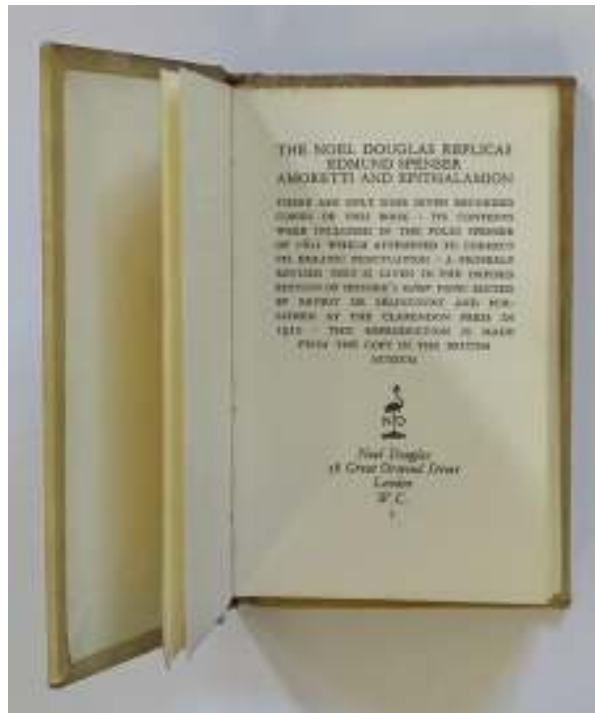 THE NOEL DOUGLAS REPLICAS
EDMUND SPENSER
AMORETTI AND EPITHALAMION
THERE ARE ONLY SOME SEVEN RECORDED
COPIES OF THIS BOOK · ITS CONTENTS
WERE INCLUDED IN THE FOLIO SPENSER
OF 1611 WHICH ATTEMPTED TO CORRECT
ITS ERRATIC PUNCTUATION · A
REVISED TEXT IS GIVEN IN THE OXFORD
EDITION OF SPENSER'S MINOR POEMS EDITED
BY ERNEST DE SELINCOURT AND PUB-
LISHED AT THE CLARENDON PRESS IN
1910 · THIS REPRODUCTION IS MADE
FROM THE COPY IN THE BRITISH
MUSEUM
ND
Noel Douglas
38 Great Ormond Street
London
W.C.
1